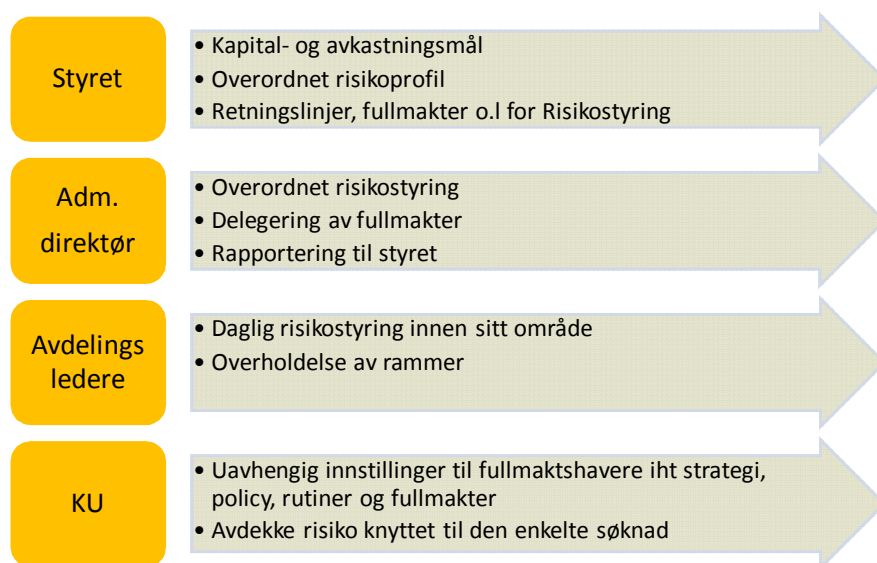 Styret
• Kapital- og avkastningsmål
• Overordnet risikoprofil
• Retningslinjer, fullmakter o.l for Risikostyring
Adm.
direktør
• Overordnet risikostyring
• Delegering av fullmakter
• Rapportering til styret
Avdelings
ledere
• Daglig risikostyring innen sitt område
• Overholdelse av rammer
KU
• Uavhengig innstillinger til fullmaktshavere iht strategi,
policy, rutiner og fullmakter
• Avdekke risiko knyttet til den enkelte søknad